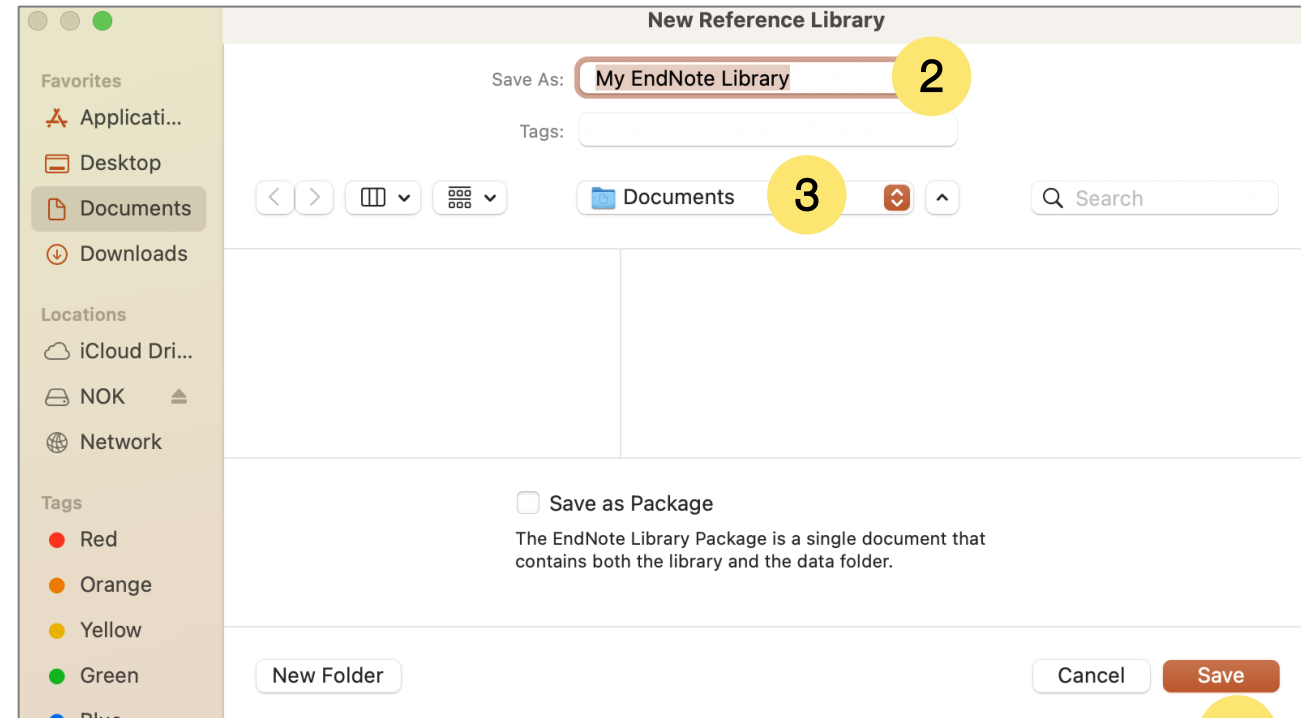 New Reference Library
Favorites
Applicati...
Desktop
Documents
Downloads
Locations
iCloud Dri...
NOK
Network
Tags
Red
Orange
Yellow
Green
Save As: My EndNote Library 2
Tags:
Documents 3
Search
Save as Package
The EndNote Library Package is a single document that
contains both the library and the data folder.
New Folder Cancel Save